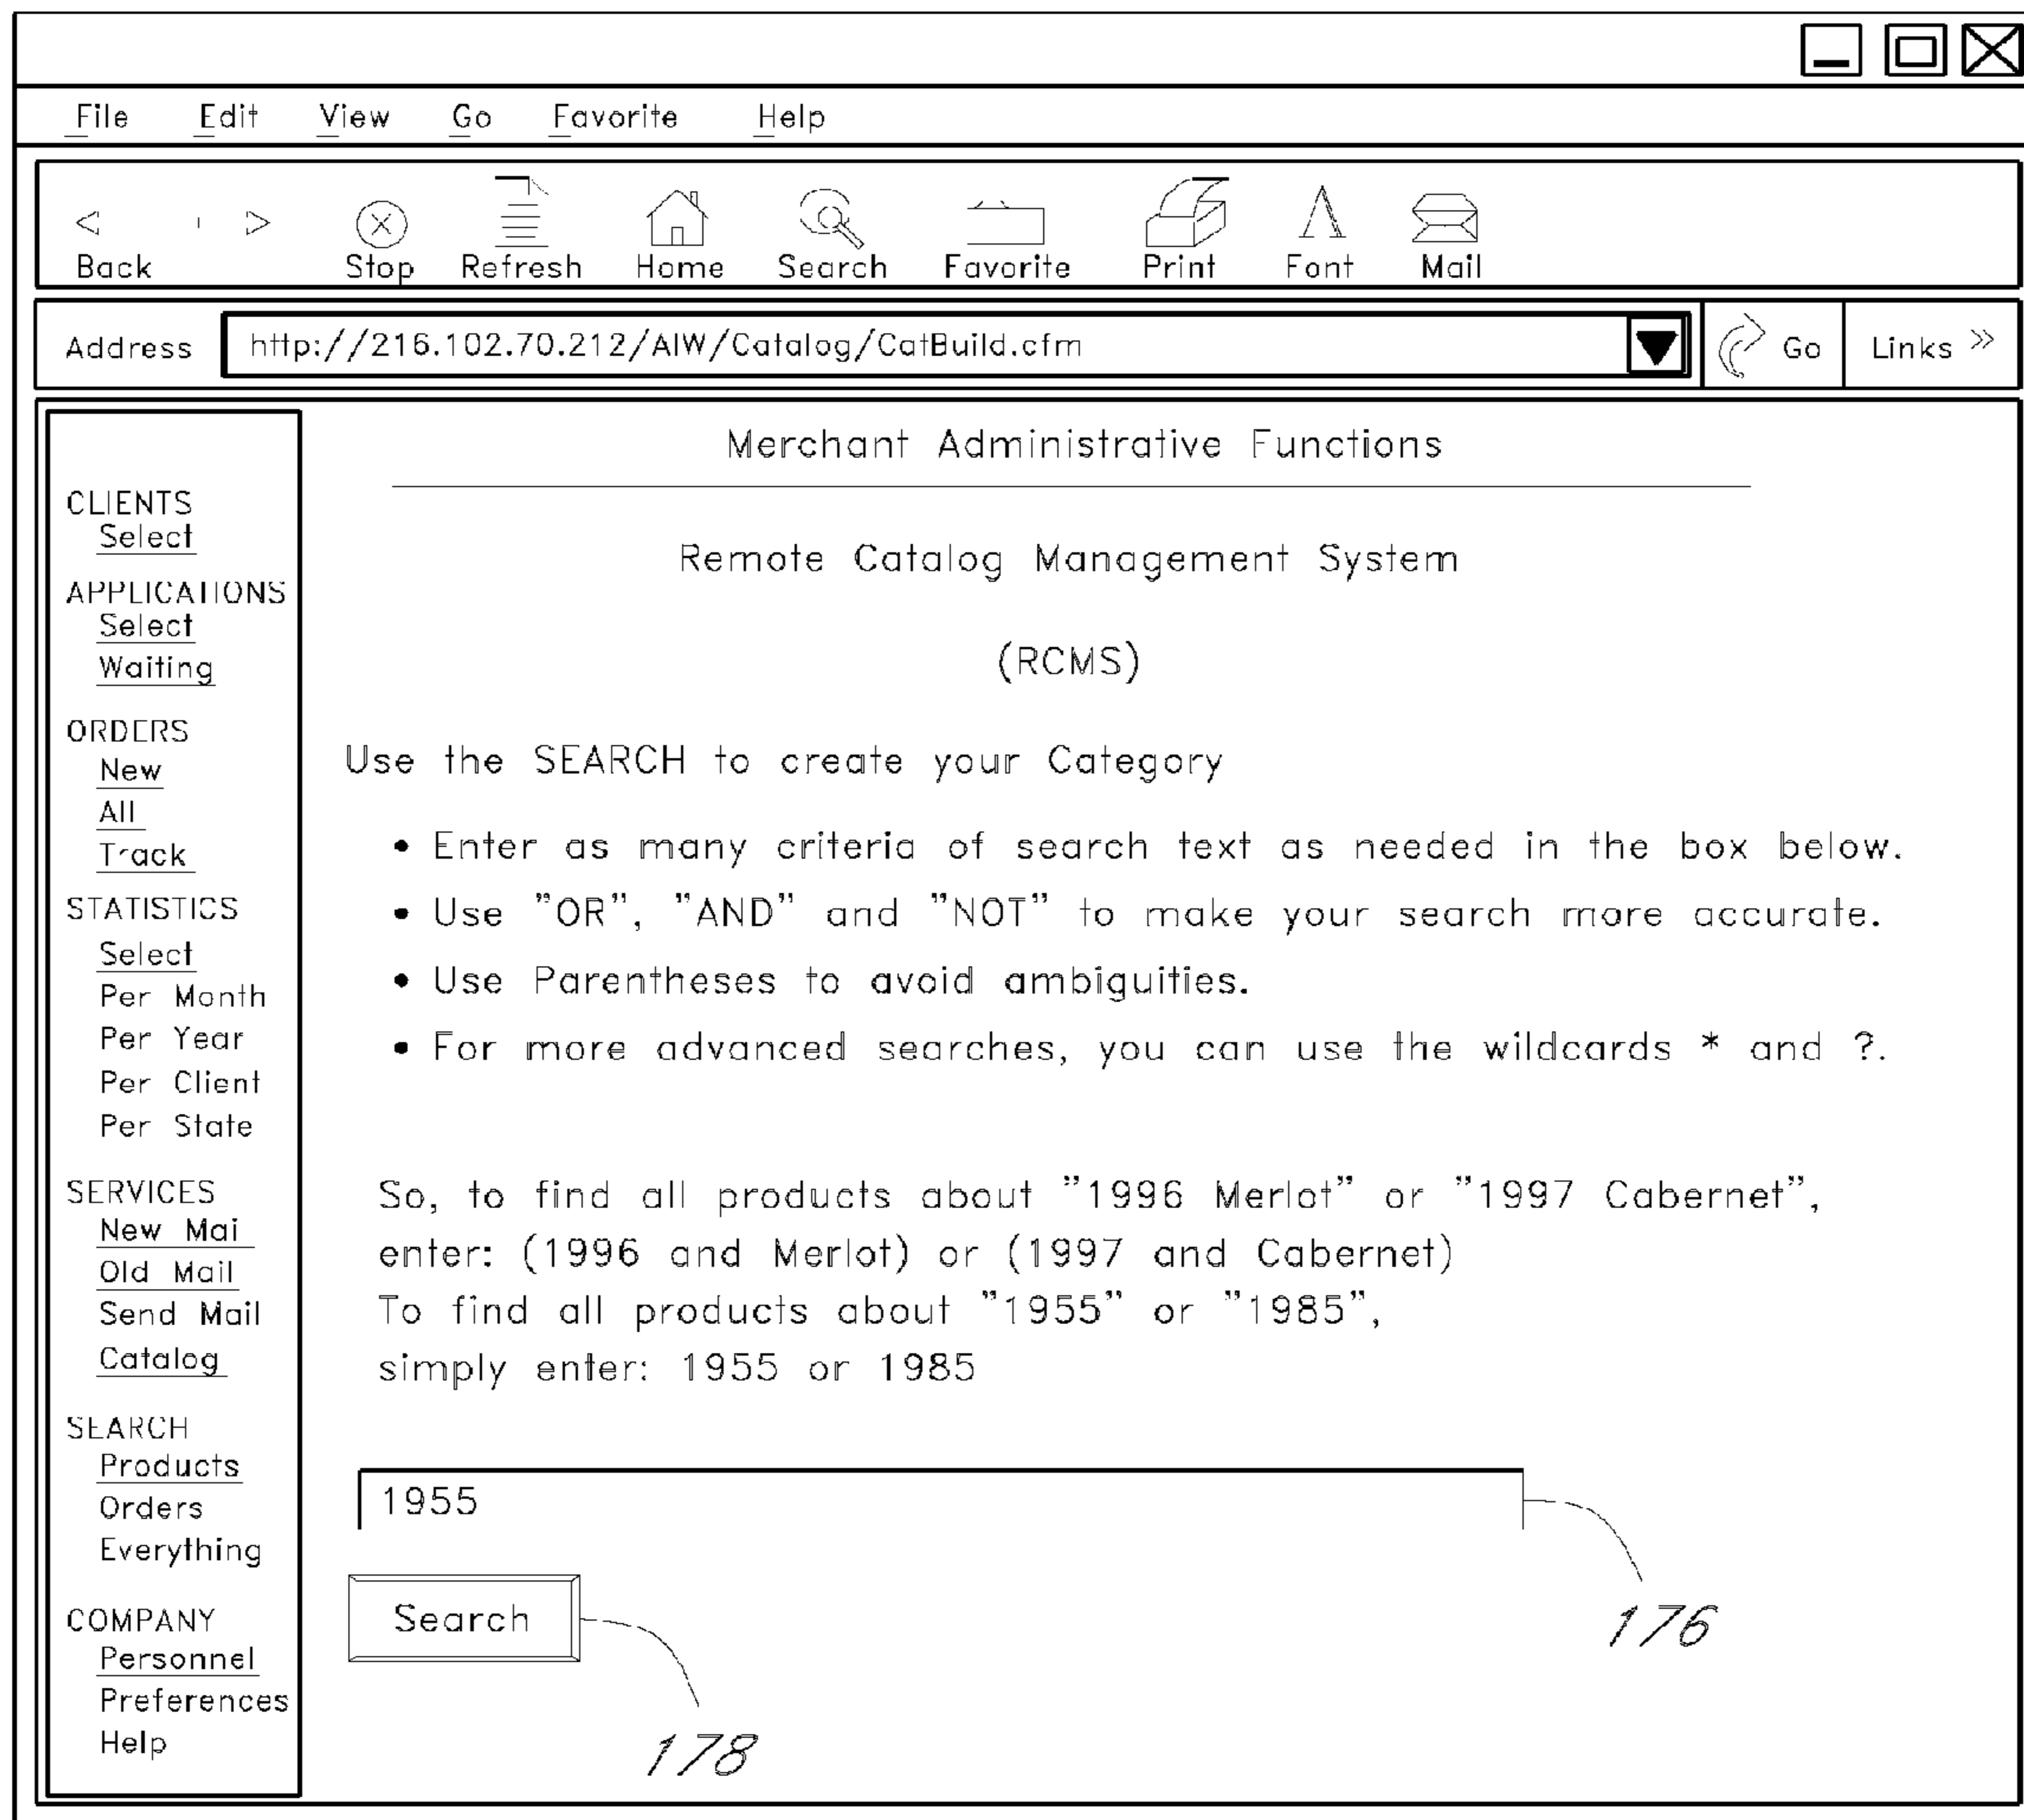 File Edit View Go Favorite Help
Back Stop Refresh Home Search Favorite Print Font Mail
Address http://216.102.70.212/AIW/Catalog/CatBuild.cfm Go Links »
CLIENTS
Select
APPLICATIONS
Select
Waiting
ORDERS
New
All
Track
STATISTICS
Select
Per Month
Per Year
Per Client
Per State
SERVICES
New Mai
Old Mail
Send Mail
Catalog
SEARCH
Products
Orders
Everything
COMPANY
Personnel
Preferences
Help
Merchant Administrative Functions
Remote Catalog Management System
(RCMS)
Use the SEARCH to create your Category
• Enter as many criteria of search text as needed in the box below.
• Use "OR", "AND" and "NOT" to make your search more accurate.
• Use Parentheses to avoid ambiguities.
• For more advanced searches, you can use the wildcards * and ?.
So, to find all products about "1996 Merlot" or "1997 Cabernet",
enter: (1996 and Merlot) or (1997 and Cabernet)
To find all products about "1955" or "1985",
simply enter: 1955 or 1985
1955
176
Search
178